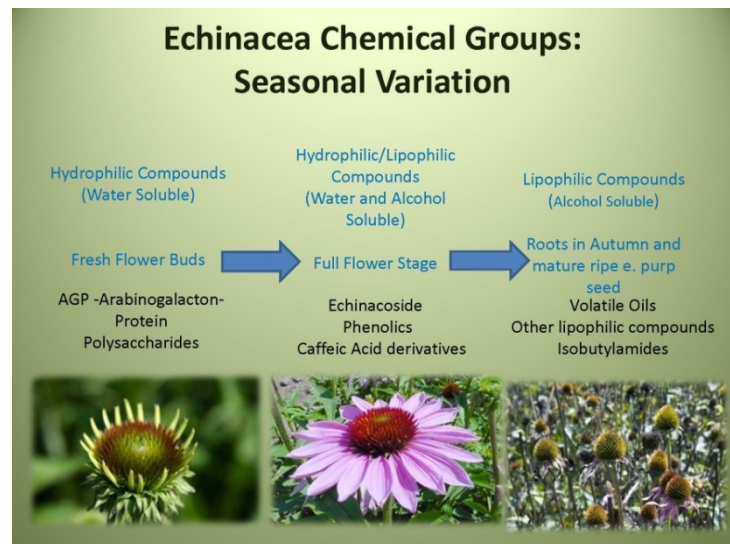 Echinacea Chemical Groups:
Seasonal Variation
Hydrophilic Compounds
(Water Soluble)
Fresh Flower Buds
AGP -Arabinogalacton-
Protein
Polysaccharides
Hydrophilic/Lipophilic
Compounds
(Water and Alcohol
Soluble)
Full Flower Stage
Echinacoside
Phenolics
Caffeic Acid derivatives
Lipophilic Compounds
(Alcohol Soluble)
Roots in Autumn and
mature ripe e. purp
seed
Volatile Oils
Other lipophilic compounds
Isobutylamides